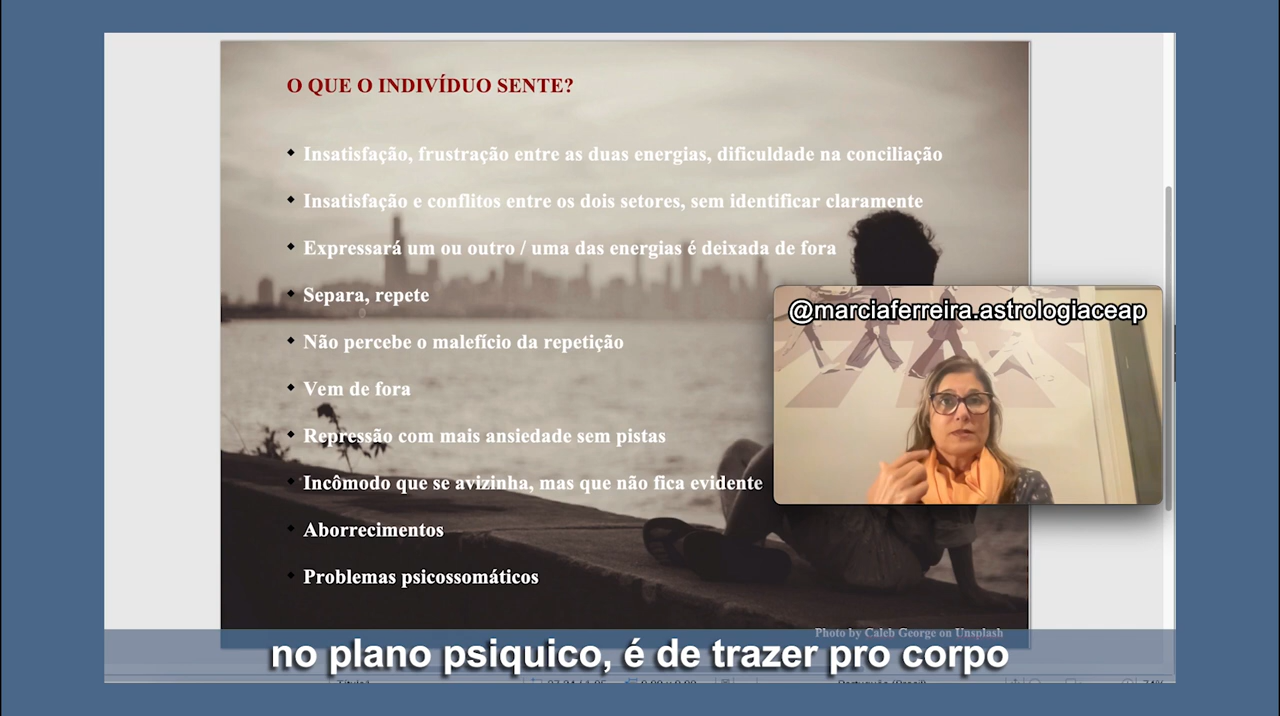 O QUE O INDIVÍDUO SENTE?
Insatisfação, frustração entre as duas energias, dificuldade na conciliação
Insatisfação e conflitos entre os dois setores, sem identificar claramente
Expressará um ou outro / uma das energias é deixada de fora
Separa, repete
@marciaferreira.astrologiaceap
Não percebe o malefício da repetição
Vem de fora
Repressão com mais ansiedade sem pistas
Incômodo que se avizinha, mas que não fica evidente
Aborrecimentos
Problemas psicossomáticos
Photo by Caleb George on Unsplash
no plano psiquico, é de trazer pro corpo